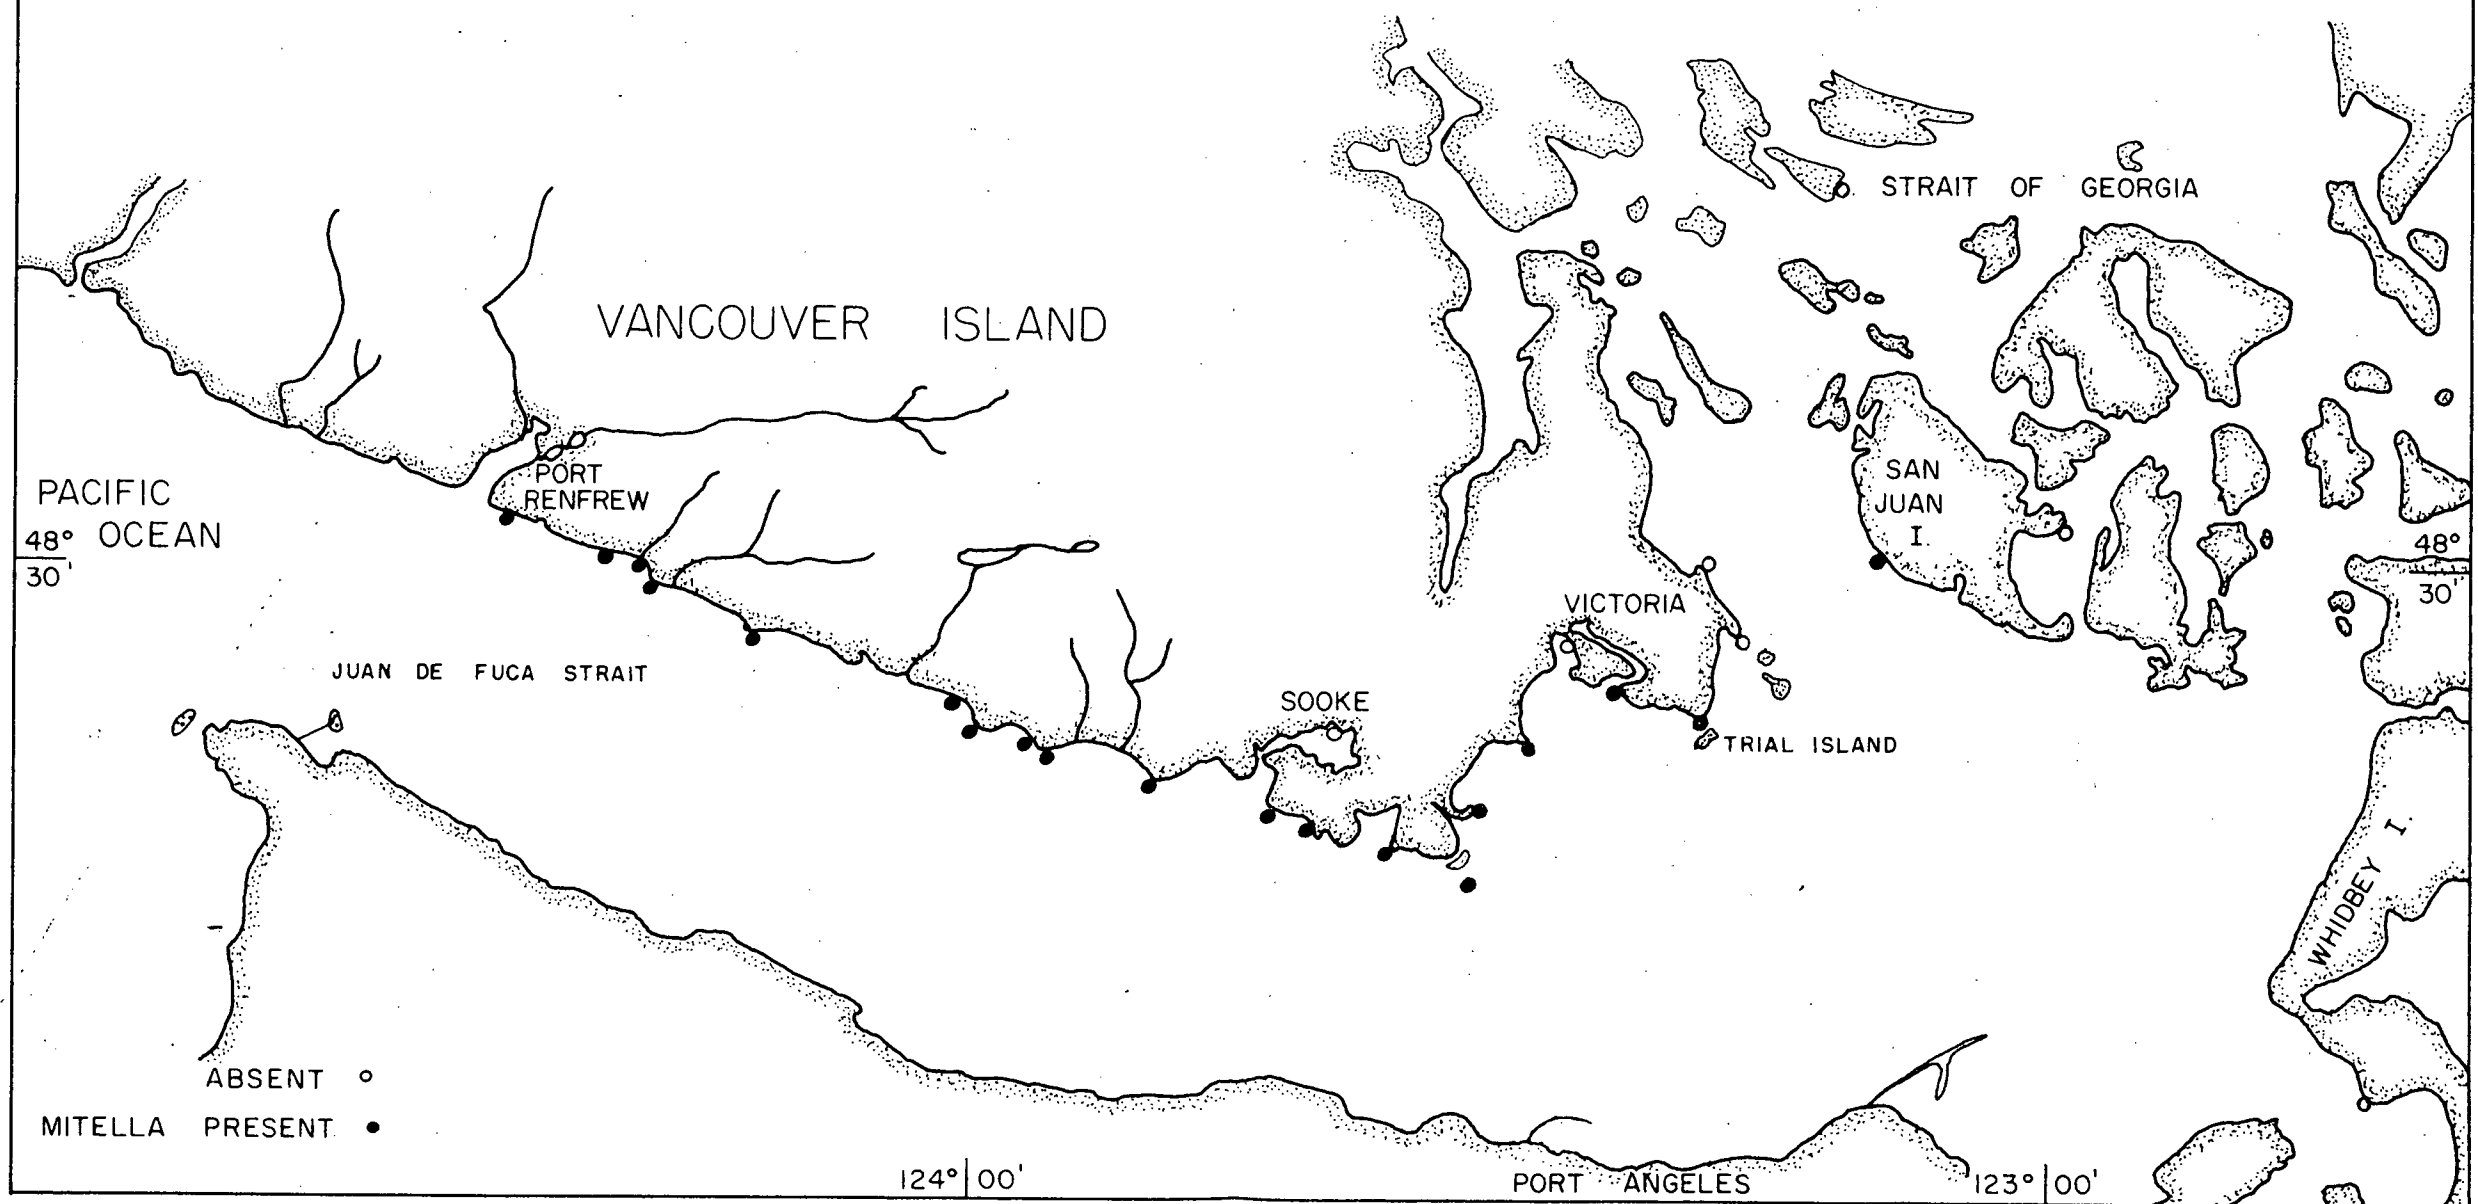 STRAIT OF GEORGIA
VANCOUVER ISLAND
PORT
RENFREW
SAN
JUAN
I.
PACIFIC
OCEAN
48°
30'
48°
30'
VICTORIA
JUAN DE FUCA STRAIT
SOOKE
TRIAL ISLAND
WHIDBEY I.
ABSENT
MITELLA PRESENT
124° 00'
PORT ANGELES
123° 00'